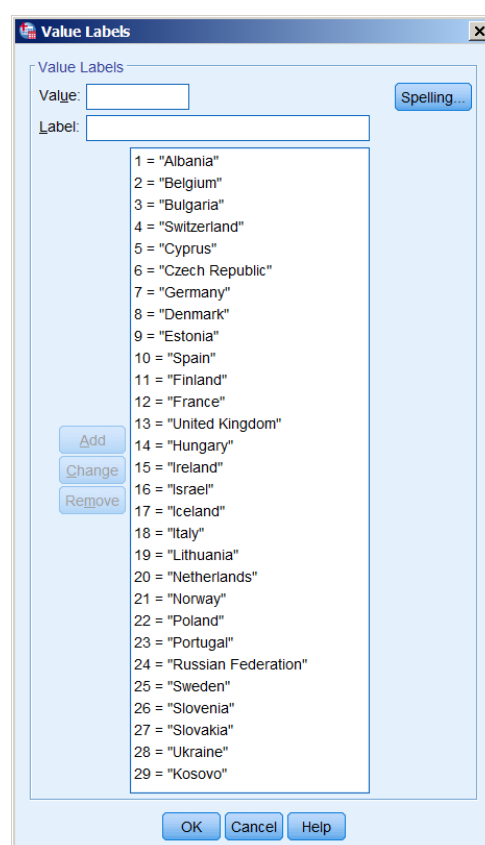 Value Labels
Value Labels
Value:
Spelling...
Label:
1 = "Albania"
2 = "Belgium"
3 = "Bulgaria"
4 = "Switzerland"
5 = "Cyprus"
6 = "Czech Republic"
7 = "Germany"
8 = "Denmark"
9 = "Estonia"
10 = "Spain"
11 = "Finland"
12 = "France"
13 = "United Kingdom"
14 = "Hungary"
15 = "Ireland"
16 = "Israel"
17 = "Iceland"
18 = "Italy"
19 = "Lithuania"
20 = "Netherlands"
21 = "Norway"
22 = "Poland"
23 = "Portugal"
24 = "Russian Federation"
25 = "Sweden"
26 = "Slovenia"
27 = "Slovakia"
28 = "Ukraine"
29 = "Kosovo"
Add
Change
Remove
OK Cancel Help